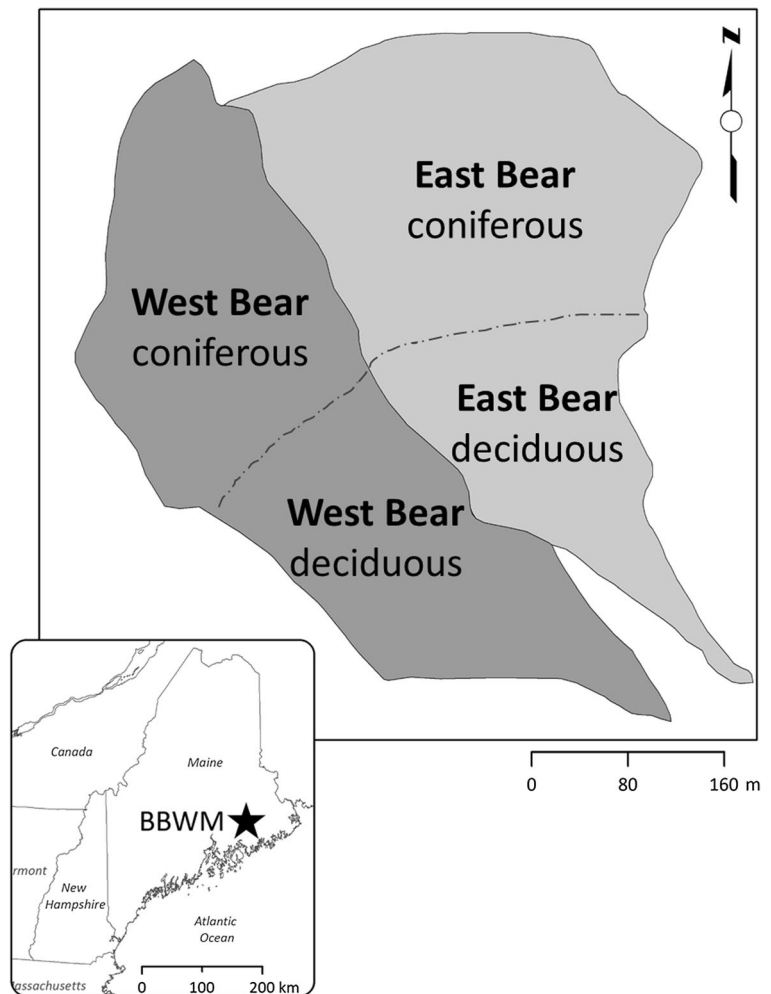 N
East Bear
coniferous
West Bear
coniferous
East Bear
deciduous
West Bear
deciduous
0 80 160 m
Canada
Maine
BBWM
rmont
New
Hampshire
Atlantic
Ocean
0 100 200 km
assachusetts